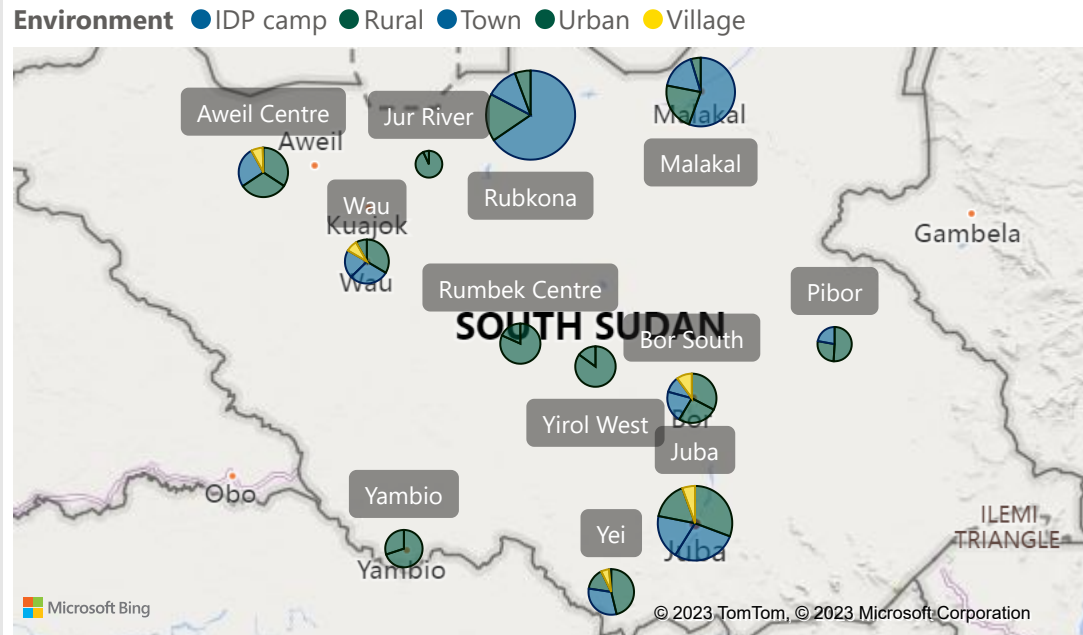 Environment IDP camp Rural Town Urban Village
Aweil Centre
Aweil
Jur River
Malakal
Malakal
Rubkona
Wau
Kuajok
Wau
Gambela
Rumbek Centre
Pibor
SOUTH SUDAN
Bor South
Yirol West
Bor
Juba
Yambio
Obo
Yei
Juba
ILEMI
TRIANGLE
Yambio
Microsoft Bing
© 2023 TomTom, © 2023 Microsoft Corporation